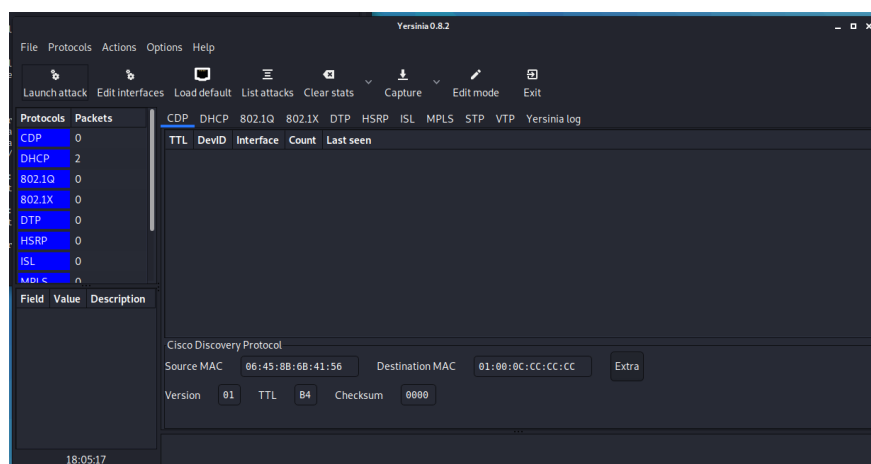 Yersinia 0.8.2
File Protocols Actions Options Help
Launch attack Edit interfaces Load default List attacks Clear stats Capture Edit mode Exit
Protocols Packets
CDP 0
DHCP 2
802.1Q 0
802.1X 0
DTP 0
HSRP 0
ISL 0
MPLS 0
Field Value Description
18:05:17
CDP DHCP 802.1Q 802.1X DTP HSRP ISL MPLS STP VTP Yersinia log
TTL DevID Interface Count Last seen
Cisco Discovery Protocol
Source MAC 06:45:8B:6B:41:56 Destination MAC 01:00:0C:CC:CC:CC Extra
Version 01 TTL B4 Checksum 0000